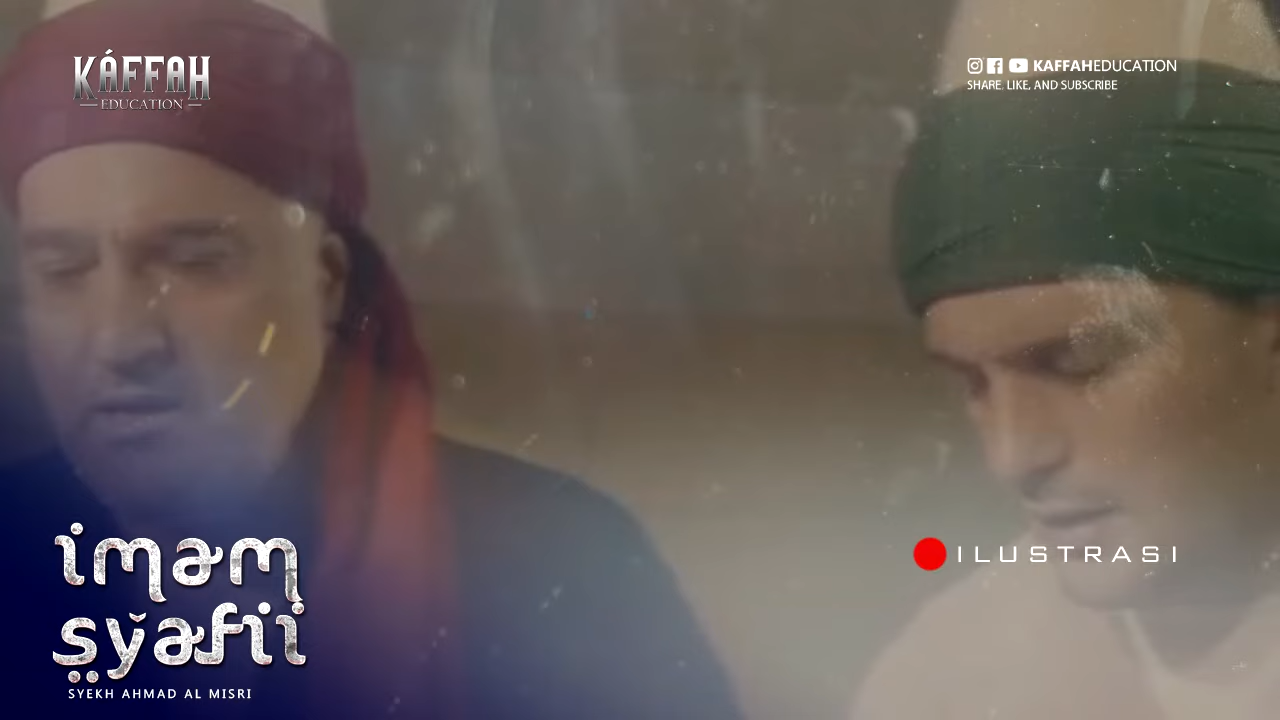 KÁFFAH
EDUCATION
KAFFAHEDUCATION
SHARE, LIKE, AND SUBSCRIBE
ILUSTRASI
imam
syafii
SYEKH AHMAD AL MISRI